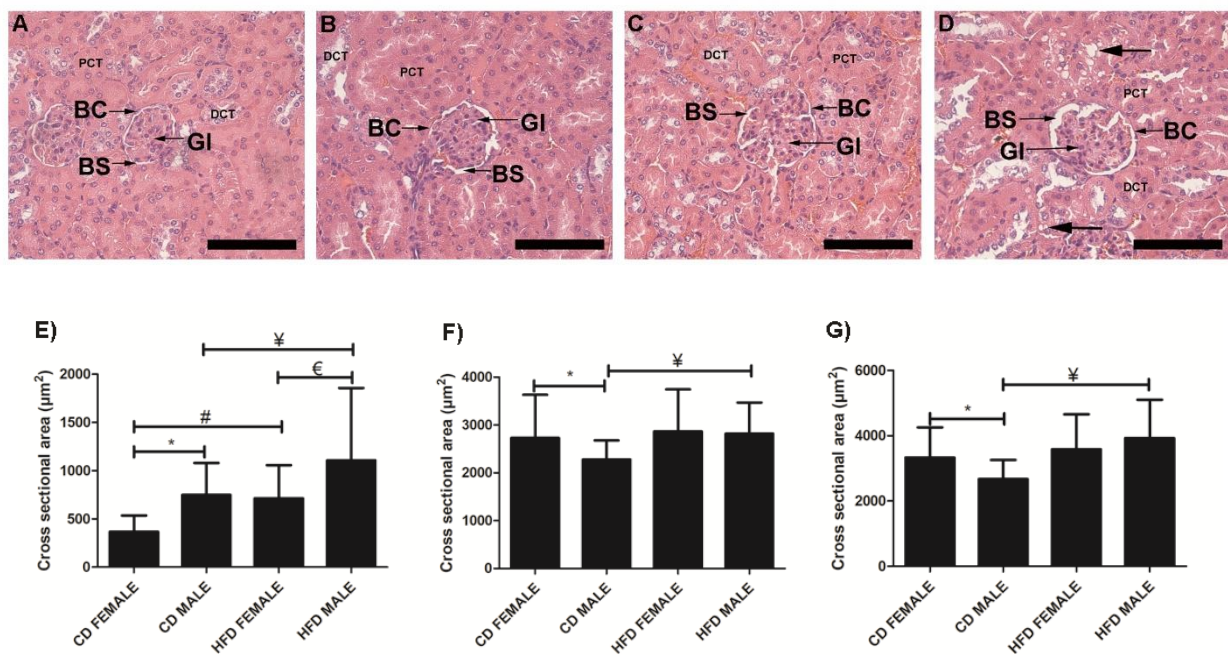 A
PCT
BC
DCT
GI
BS
B
DCT
PCT
BC
GI
BS
C
DCT
PCT
BS
BC
GI
D
PCT
BS
BC
GI
DCT
E)
Cross sectional area (µm²)
2000
1500
1000
500
0
¥
€
#
*
CD FEMALE
CD MALE
HFD FEMALE
HFD MALE
F)
Cross sectional area (µm²)
4000
3000
2000
1000
0
*
¥
CD FEMALE
CD MALE
HFD FEMALE
HFD MALE
G)
Cross sectional area (µm²)
6000
4000
2000
0
*
¥
CD FEMALE
CD MALE
HFD FEMALE
HFD MALE